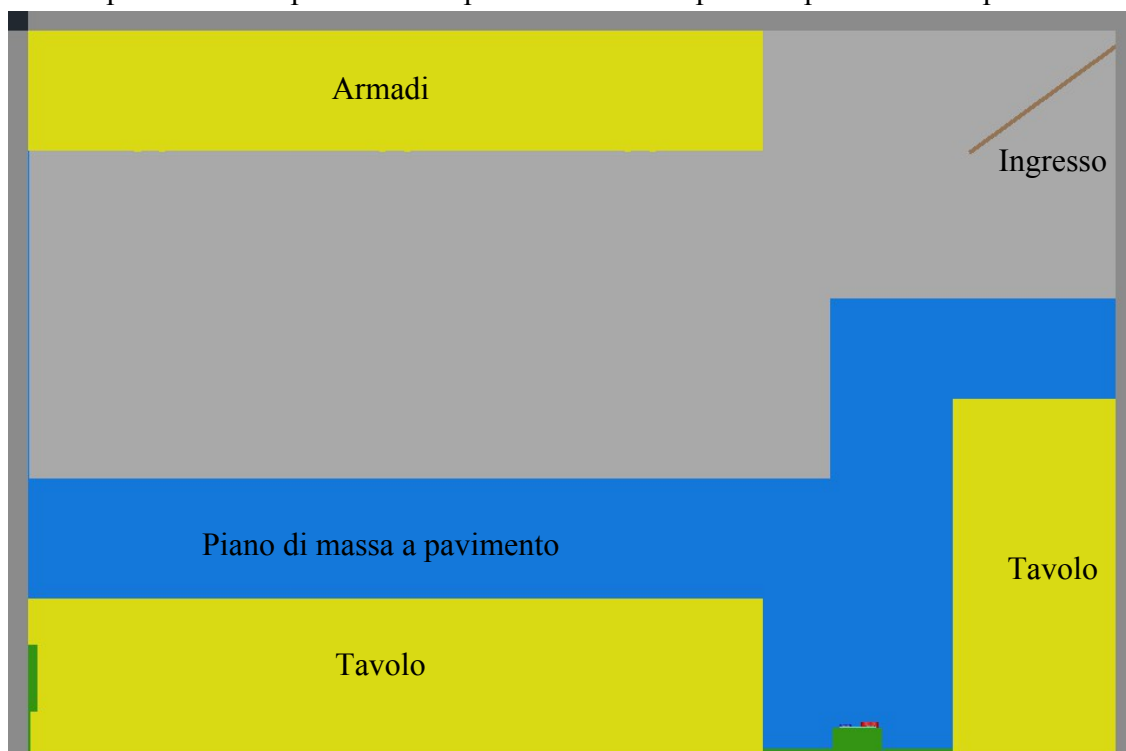 Armadi
Ingresso
Piano di massa a pavimento
Tavolo
Tavolo